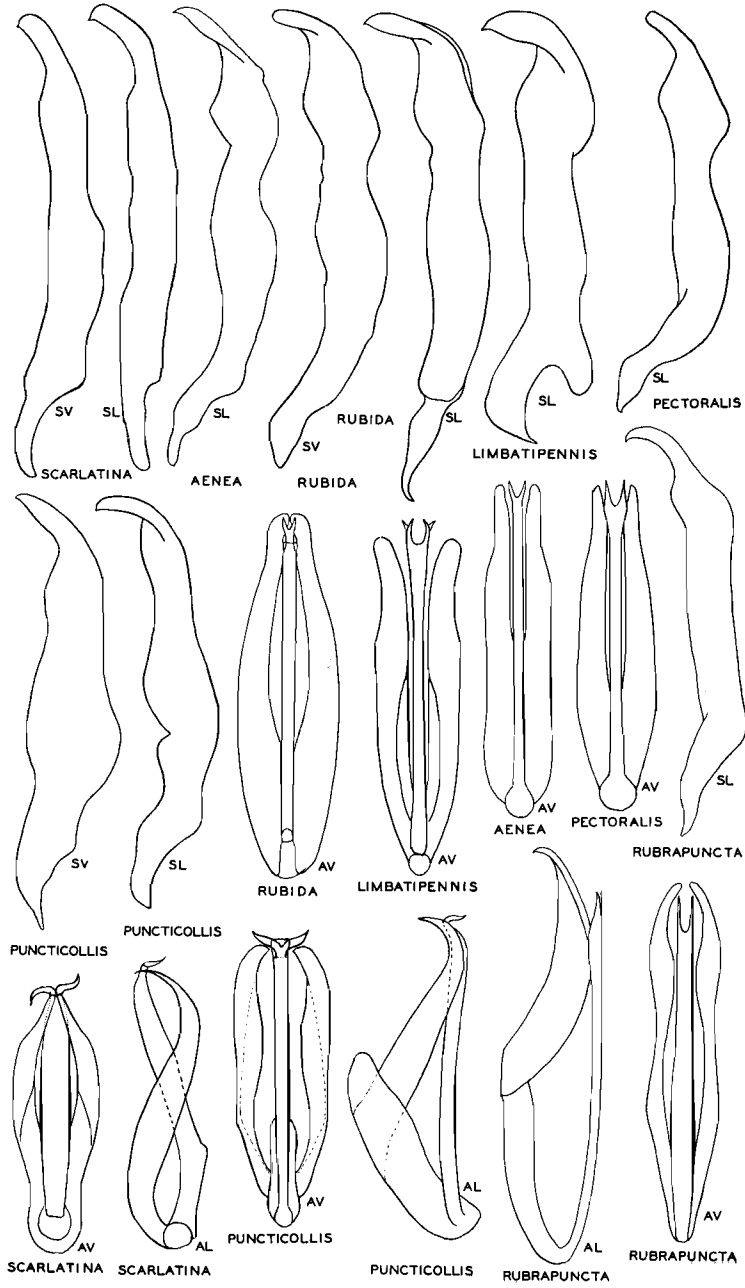 SV
SL
SCARLATINA
SL
AENEA
SV
RUBIDA
RUBIDA
SL
SL
LIMBATIPENNIS
SL
PECTORALIS
SV
PUNCTICOLLIS
SL
PUNCTICOLLIS
AV
RUBIDA
AV
LIMBATIPENNIS
AV
AENEA
AV
PECTORALIS
SL
RUBRAPUNCTA
AV
SCARLATINA
AL
SCARLATINA
AV
PUNCTICOLLIS
AL
PUNCTICOLLIS
AL
RUBRAPUNCTA
AV
RUBRAPUNCTA